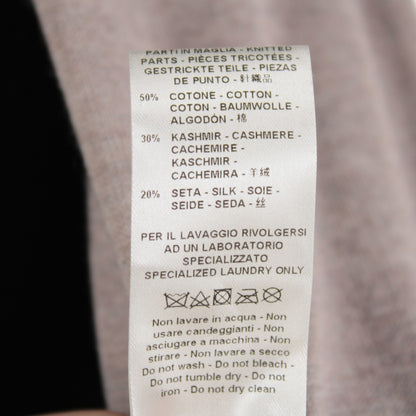 PARTI IN MAGLIA - KNITTED
PARTS - PIÈCES TRICOTÉES -
GESTRICKTE TEILE - PIEZAS
DE PUNTO - 針織品
50% COTONE - COTTON -
COTON - BAUMWOLLE -
ALGODÓN - 棉
30% KASHMIR - CASHMERE -
CACHEMIRE -
KASCHMIR -
CACHEMIRA - 羊绒
20% SETA - SILK - SOIE -
SEIDE - SEDA - 丝
PER IL LAVAGGIO RIVOLGERSI
AD UN LABORATORIO
SPECIALIZZATO
SPECIALIZED LAUNDRY ONLY
Non lavare in acqua - Non
usare candeggianti - Non
asciugare a macchina - Non
stirare - Non lavare a secco
Do not wash - Do not bleach -
Do not tumble dry - Do not
iron - Do not dry clean